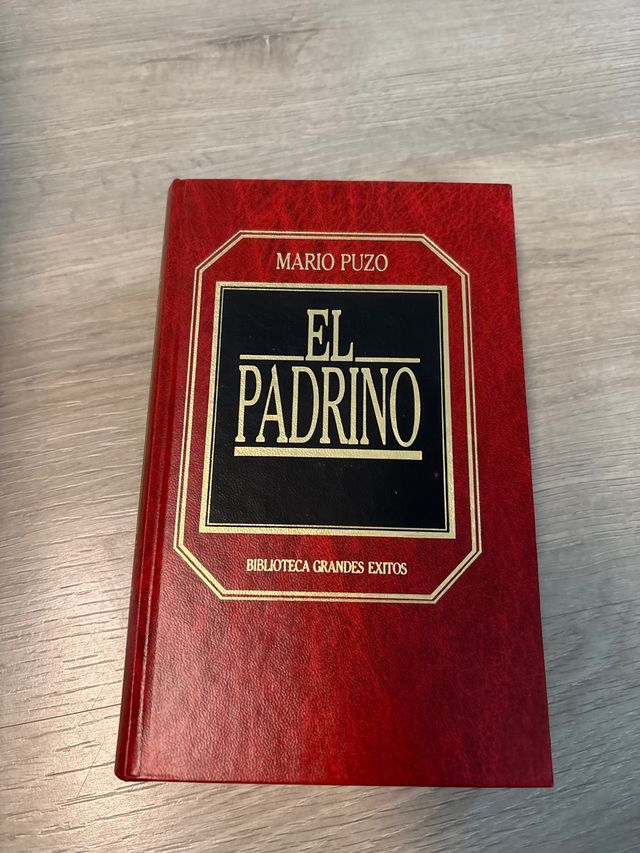 MARIO PUZO
EL
PADRINO
BIBLIOTECA GRANDES EXITOS